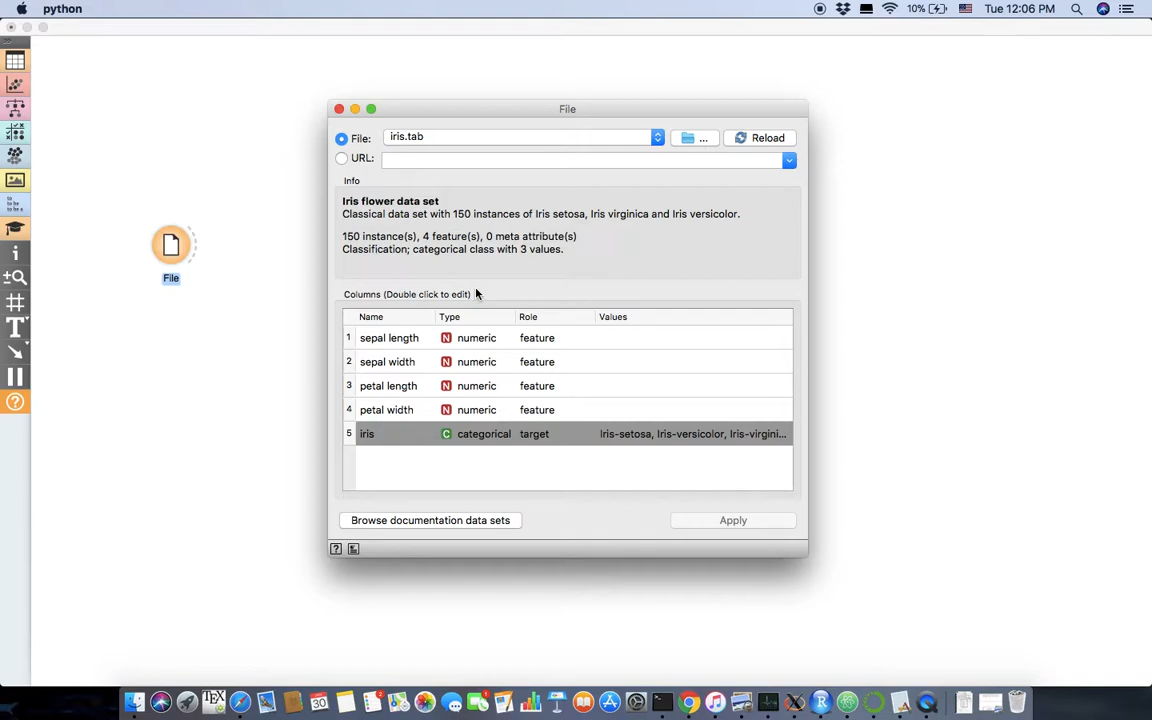 python
10%
Tue 12:06 PM
File
File:
iris.tab
...
Reload
URL:
Info
Iris flower data set
Classical data set with 150 instances of Iris setosa, Iris virginica and Iris versicolor.
150 instance(s), 4 feature(s), 0 meta attribute(s)
Classification; categorical class with 3 values.
File
Columns (Double click to edit)
Name Type Role Values
1 sepal length N numeric feature
2 sepal width N numeric feature
3 petal length N numeric feature
4 petal width N numeric feature
5 iris C categorical target Iris-setosa, Iris-versicolor, Iris-virgini...
Browse documentation data sets
Apply